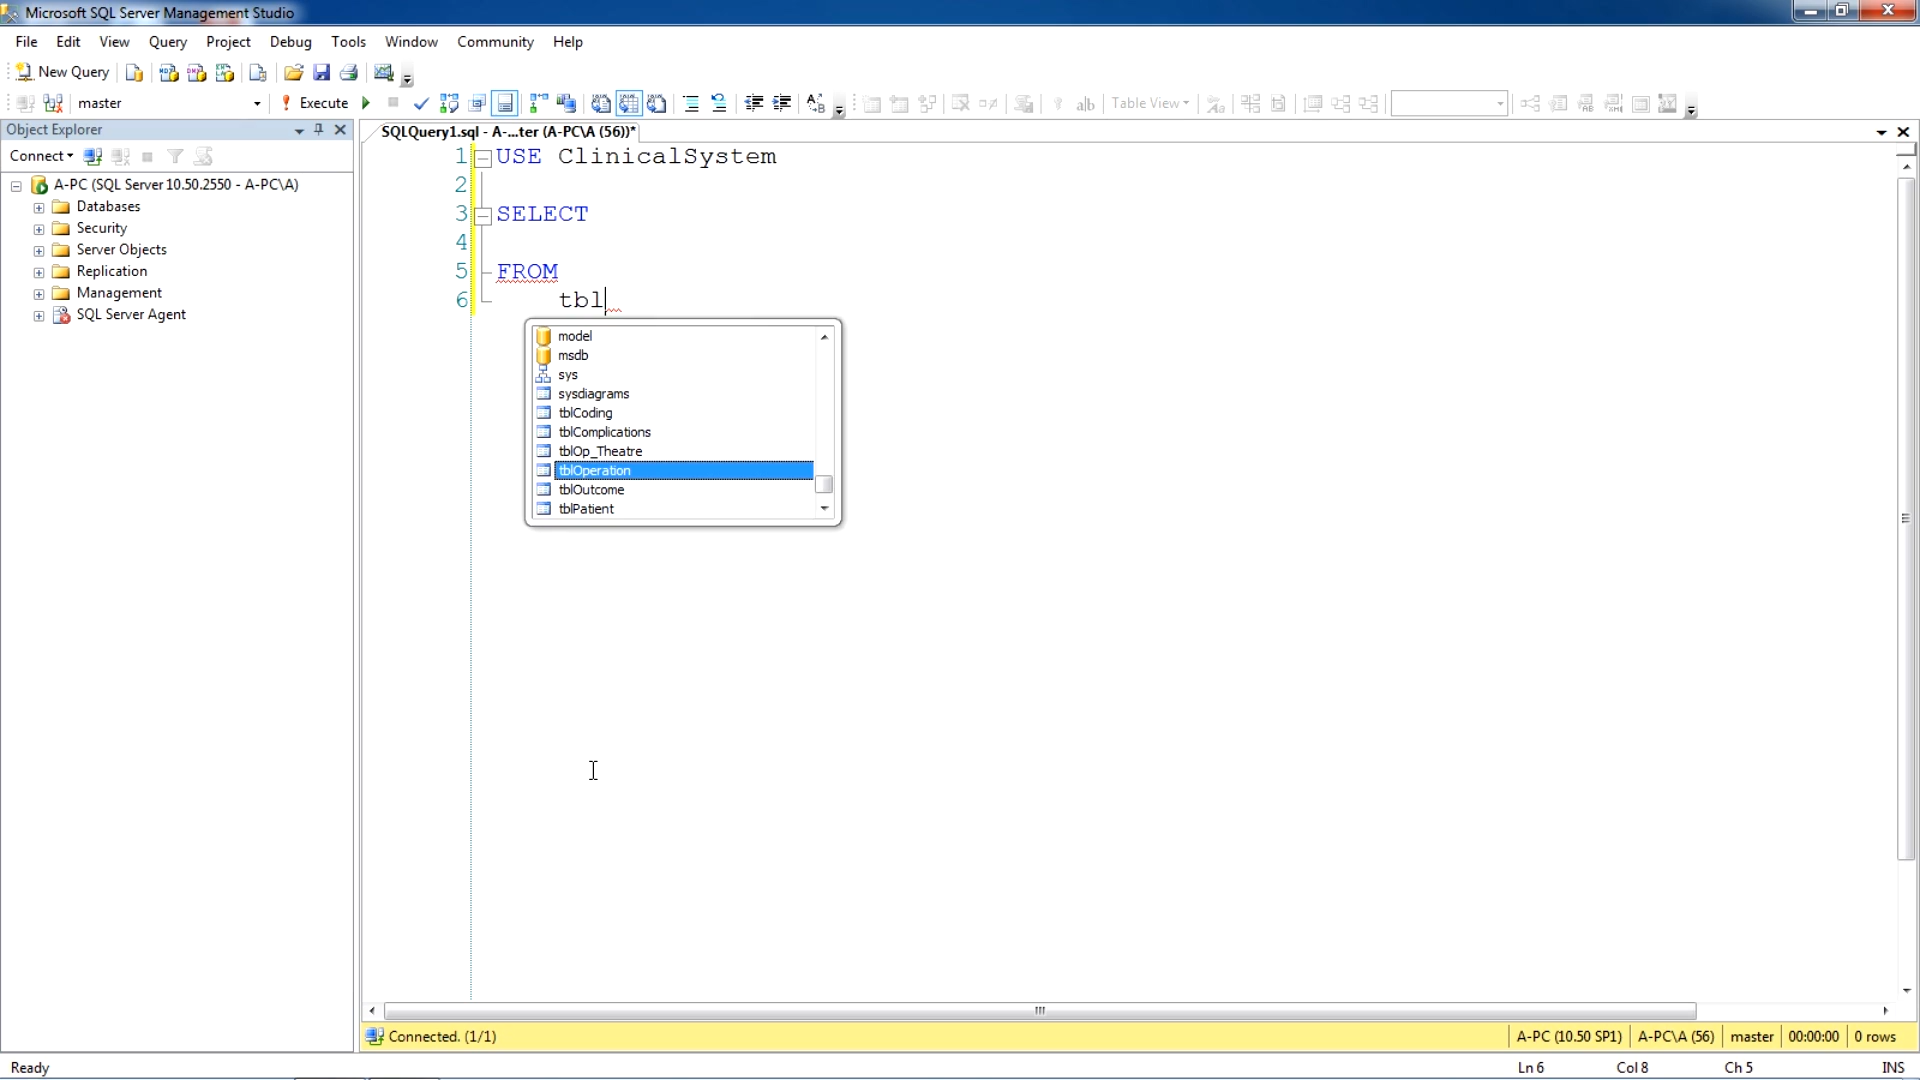 Microsoft SQL Server Management Studio
File Edit View Query Project Debug Tools Window Community Help
New Query
master Execute Table View
Object Explorer
SQLQuery1.sql - A-...ter (A-PC\A (56))*
Connect
A-PC (SQL Server 10.50.2550 - A-PC\A)
Databases
Security
Server Objects
Replication
Management
SQL Server Agent
1 USE ClinicalSystem
2
3 SELECT
4
5 FROM
6 tbl
model
msdb
sys
sysdiagrams
tblCoding
tblComplications
tblOp_Theatre
tblOperation
tblOutcome
tblPatient
Connected. (1/1) A-PC (10.50 SP1) A-PC\A (56) master 00:00:00 0 rows
Ready Ln 6 Col 8 Ch 5 INS